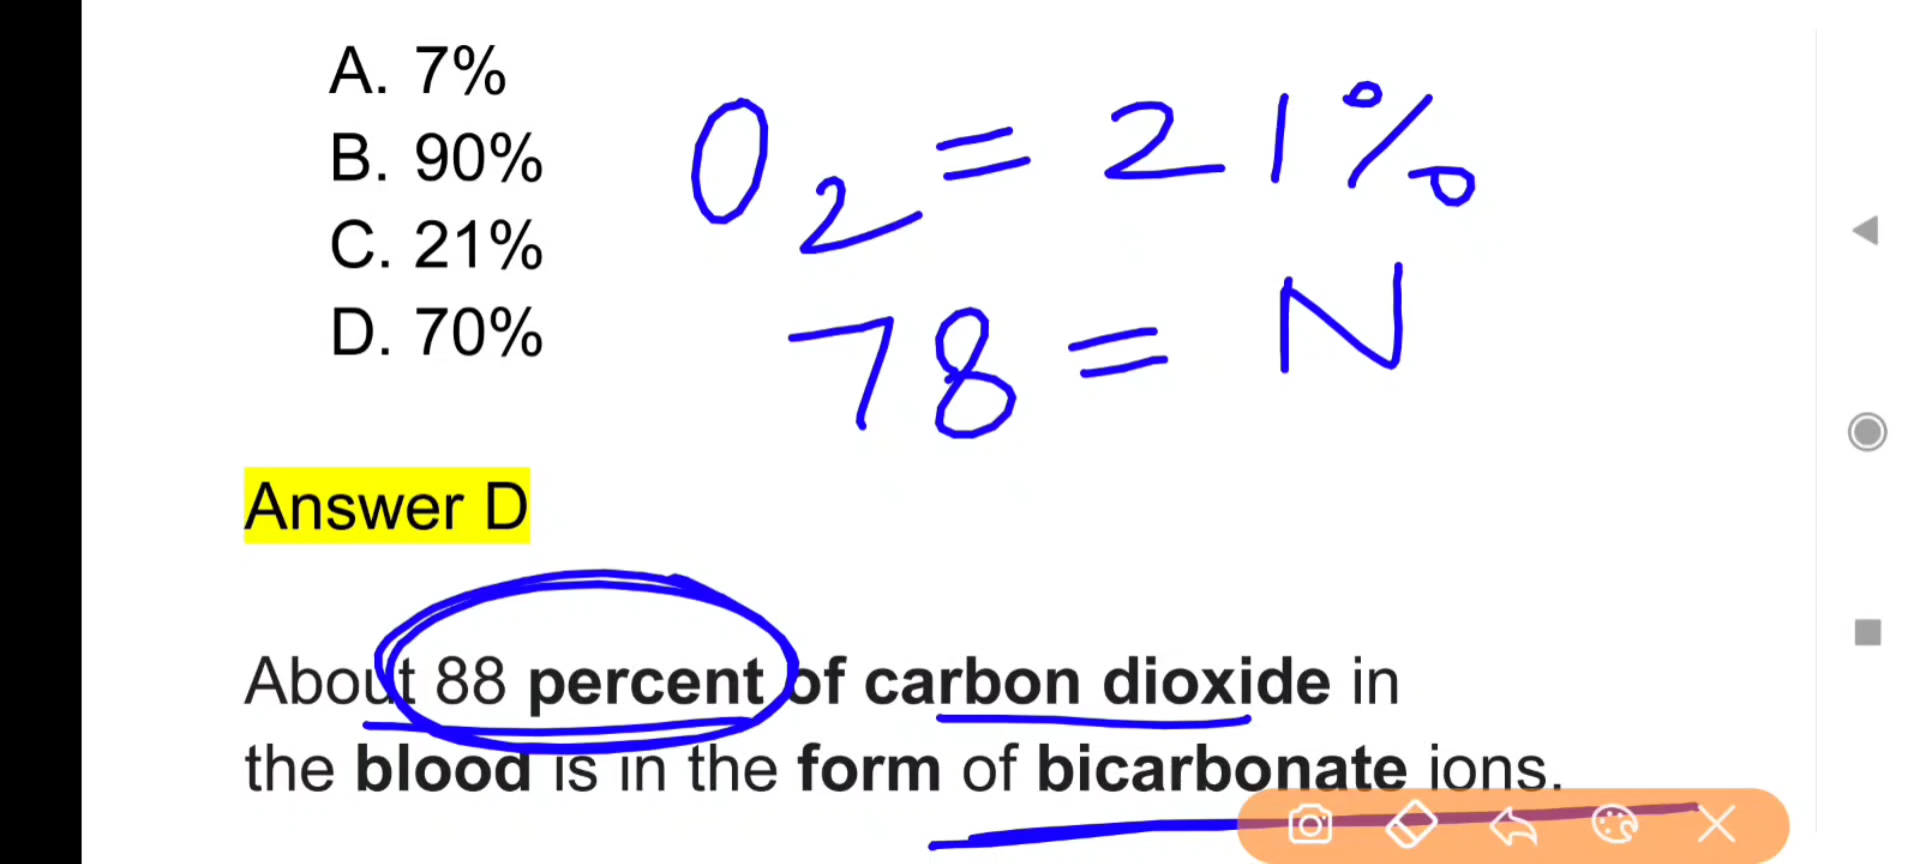 A. 7%
B. 90%
C. 21%
D. 70%
O2 = 21%
78 = N
Answer D
About 88 percent of carbon dioxide in
the blood is in the form of bicarbonate ions.